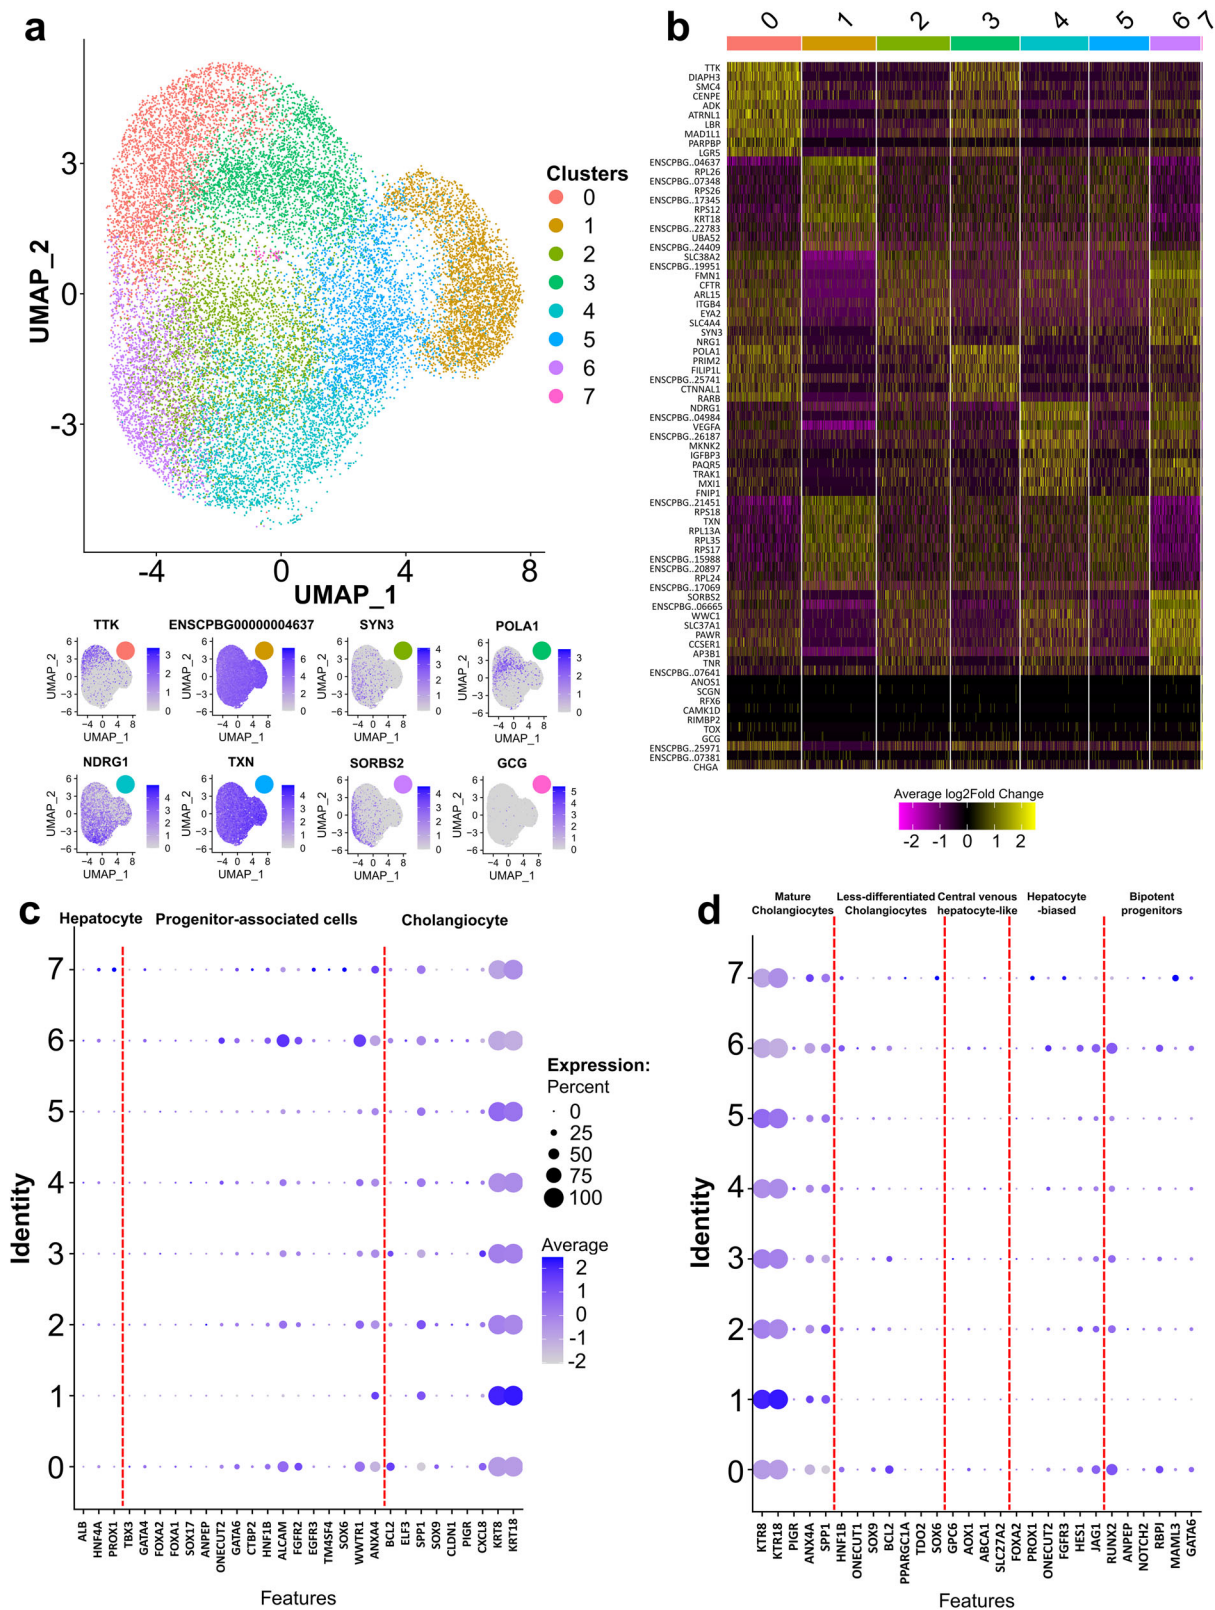 a
UMAP_2
3
0
-3
-4
0
4
8
UMAP_1
Clusters
0
1
2
3
4
5
6
7
TTK
ENSCPBG00000004637
SYN3
POLA1
NDRG1
TXN
SORBS2
GCG
UMAP_2
UMAP_1
b
0 1 2 3 4 5 6 7
TTK
DIAPH3
SMC4
CENPE
ADK
ATRNL1
LBR
MAD1L1
PARPBP
LGR5
ENSCPBG..04637
RPL26
ENSCPBG..07348
RPS26
ENSCPBG..17345
RPS12
KRT18
ENSCPBG..22783
UBA52
ENSCPBG..24409
SLC38A2
ENSCPBG..19951
FMN1
CFTR
ARL15
ITGB4
EYA2
SLC4A4
SYN3
NRG1
POLA1
PRIM2
FILIP1L
ENSCPBG..25741
CTNNAL1
RARB
NDRG1
ENSCPBG..04984
VEGFA
ENSCPBG..26187
MKNK2
IGFBP3
PAQR5
TRAK1
MXI1
FNIP1
ENSCPBG..21451
RPS18
TXN
RPL13A
RPL35
RPS17
ENSCPBG..15988
ENSCPBG..20897
RPL24
ENSCPBG..17069
SORBS2
ENSCPBG..06665
WWC1
SLC37A1
PAWR
CCSER1
AP3B1
TNR
ENSCPBG..07641
ANOS1
SCGN
RFX6
CAMK1D
RIMBP2
TOX
GCG
ENSCPBG..25971
ENSCPBG..07381
CHGA
Average log2Fold Change
-2 -1 0 1 2
c
Hepatocyte Progenitor-associated cells Cholangiocyte
Identity
7
6
5
4
3
2
1
0
ALB
HNF4A
PROX1
TBX3
GATA4
FOXA2
FOXA1
SOX17
ANPEP
ONECUT2
GATA6
CTBP2
HNF1B
ALCAM
FGFR2
EGFR3
TM4SF4
SOX6
WWTR1
ANXA4
BCL2
ELF3
SPP1
SOX9
CLDN1
PIGR
CXCL8
KRT8
KRT18
Features
Expression:
Percent
0
25
50
75
100
Average
2
1
0
-1
-2
d
Mature
Cholangiocytes
Less-differentiated
Cholangiocytes
Central venous
hepatocyte-like
Hepatocyte
-biased
Bipotent
progenitors
Identity
7
6
5
4
3
2
1
0
KTR8
KTR18
PIGR
ANX4A
SPP1
HNF1B
ONECUT1
SOX9
BCL2
PPARGC1A
TDO2
SOX6
GPC6
AOX1
ABCA1
SLC27A2
FOXA2
PROX1
ONECUT2
FGFR3
HES1
JAG1
RUNX2
ANPEP
NOTCH2
RBPJ
MAML3
GATA6
Features